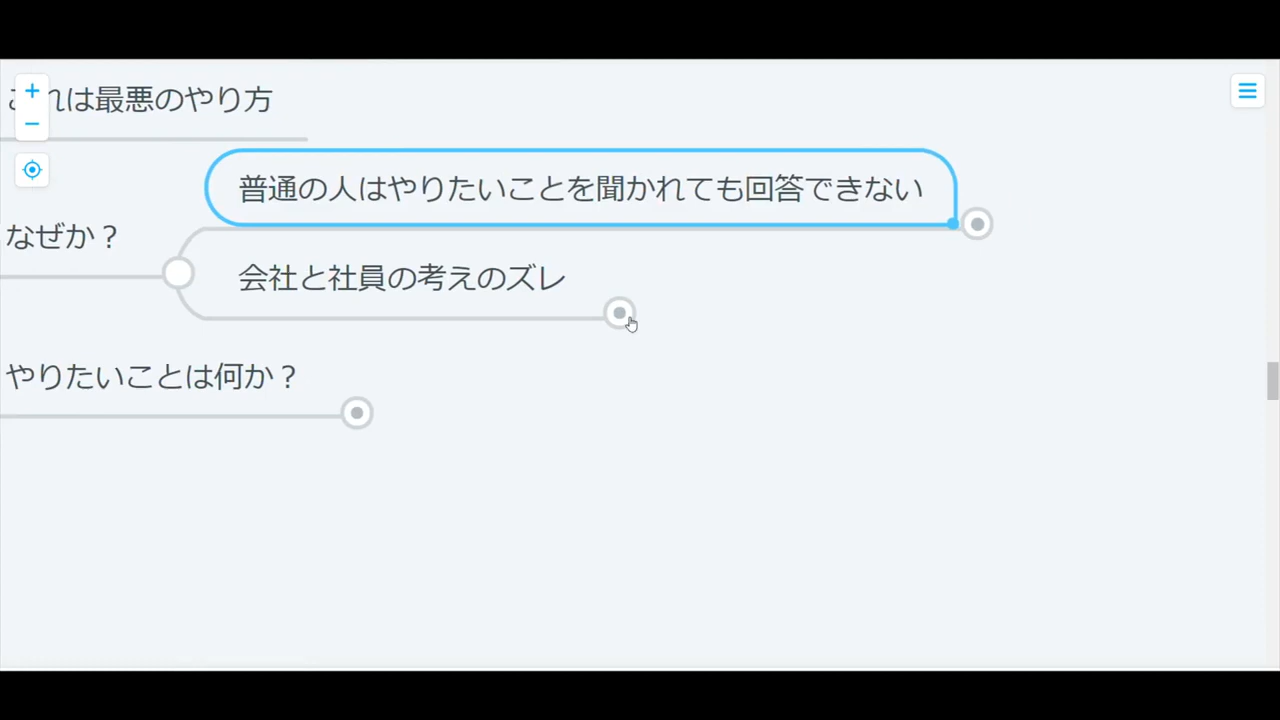 これは最悪のやり方
普通の人はやりたいことを聞かれても回答できない
なぜか？
会社と社員の考えのズレ
やりたいことは何か？